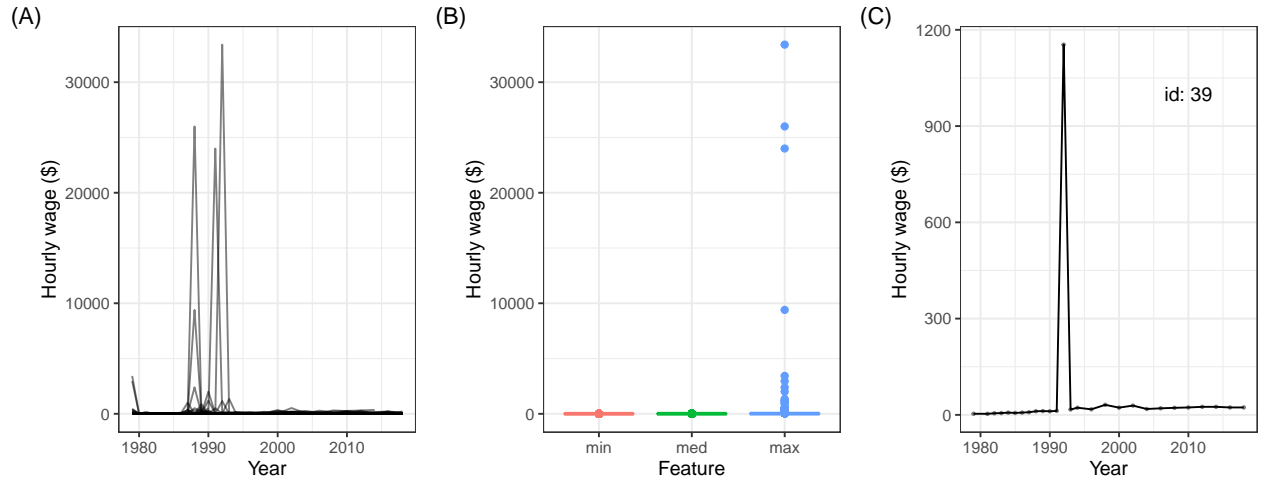 (A)
Hourly wage ($)
30000
20000
10000
0
1980 1990 2000 2010
Year
(B)
Hourly wage ($)
30000
20000
10000
0
min med max
Feature
(C)
Hourly wage ($)
1200
900
600
300
0
id: 39
1980 1990 2000 2010
Year